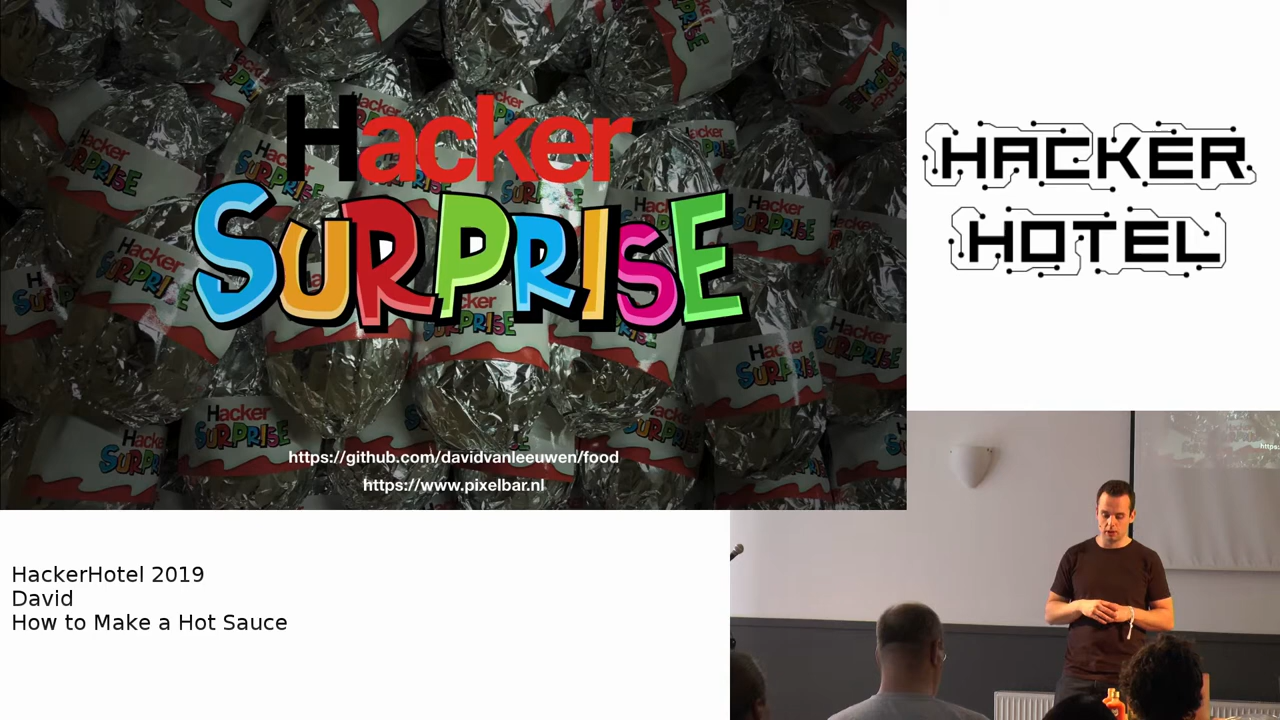 Hacker
SURPRISE
https://github.com/davidvanleeuwen/food
https://www.pixelbar.nl
HACKER
HOTEL
HackerHotel 2019
David
How to Make a Hot Sauce